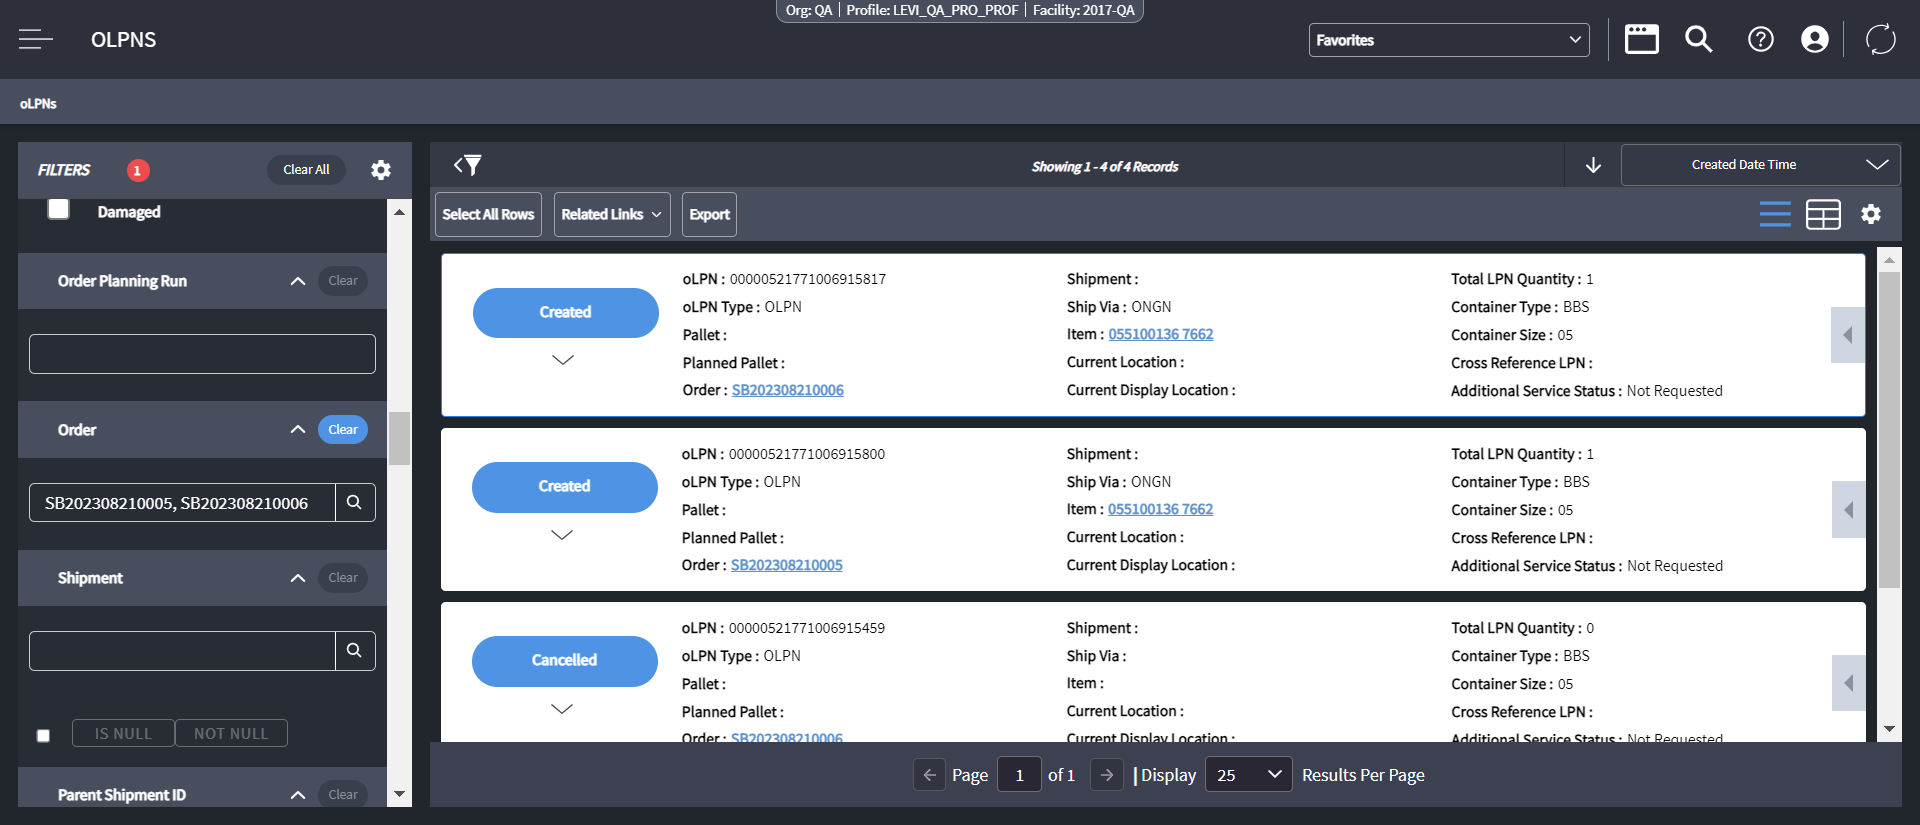 Org: QA | Profile: LEVI_QA_PRO_PROF | Facility: 2017-QA
OLPNS
Favorites
oLPNs
FILTERS 1 Clear All
Damaged
Order Planning Run Clear
Order Clear
SB202308210005, SB202308210006
Shipment Clear
IS NULL NOT NULL
Parent Shipment ID Clear
Showing 1 - 4 of 4 Records
Created Date Time
Select All Rows Related Links Export
Created
oLPN : 00000521771006915817
oLPN Type : OLPN
Pallet :
Planned Pallet :
Order : SB202308210006
Shipment :
Ship Via : ONGN
Item : 055100136 7662
Current Location :
Current Display Location :
Total LPN Quantity : 1
Container Type : BBS
Container Size : 05
Cross Reference LPN :
Additional Service Status : Not Requested
Created
oLPN : 00000521771006915800
oLPN Type : OLPN
Pallet :
Planned Pallet :
Order : SB202308210005
Shipment :
Ship Via : ONGN
Item : 055100136 7662
Current Location :
Current Display Location :
Total LPN Quantity : 1
Container Type : BBS
Container Size : 05
Cross Reference LPN :
Additional Service Status : Not Requested
Cancelled
oLPN : 00000521771006915459
oLPN Type : OLPN
Pallet :
Planned Pallet :
Order : SB202308210006
Shipment :
Ship Via :
Item :
Current Location :
Current Display Location :
Total LPN Quantity : 0
Container Type : BBS
Container Size : 05
Cross Reference LPN :
Additional Service Status : Not Requested
Page 1 of 1 | Display 25 Results Per Page